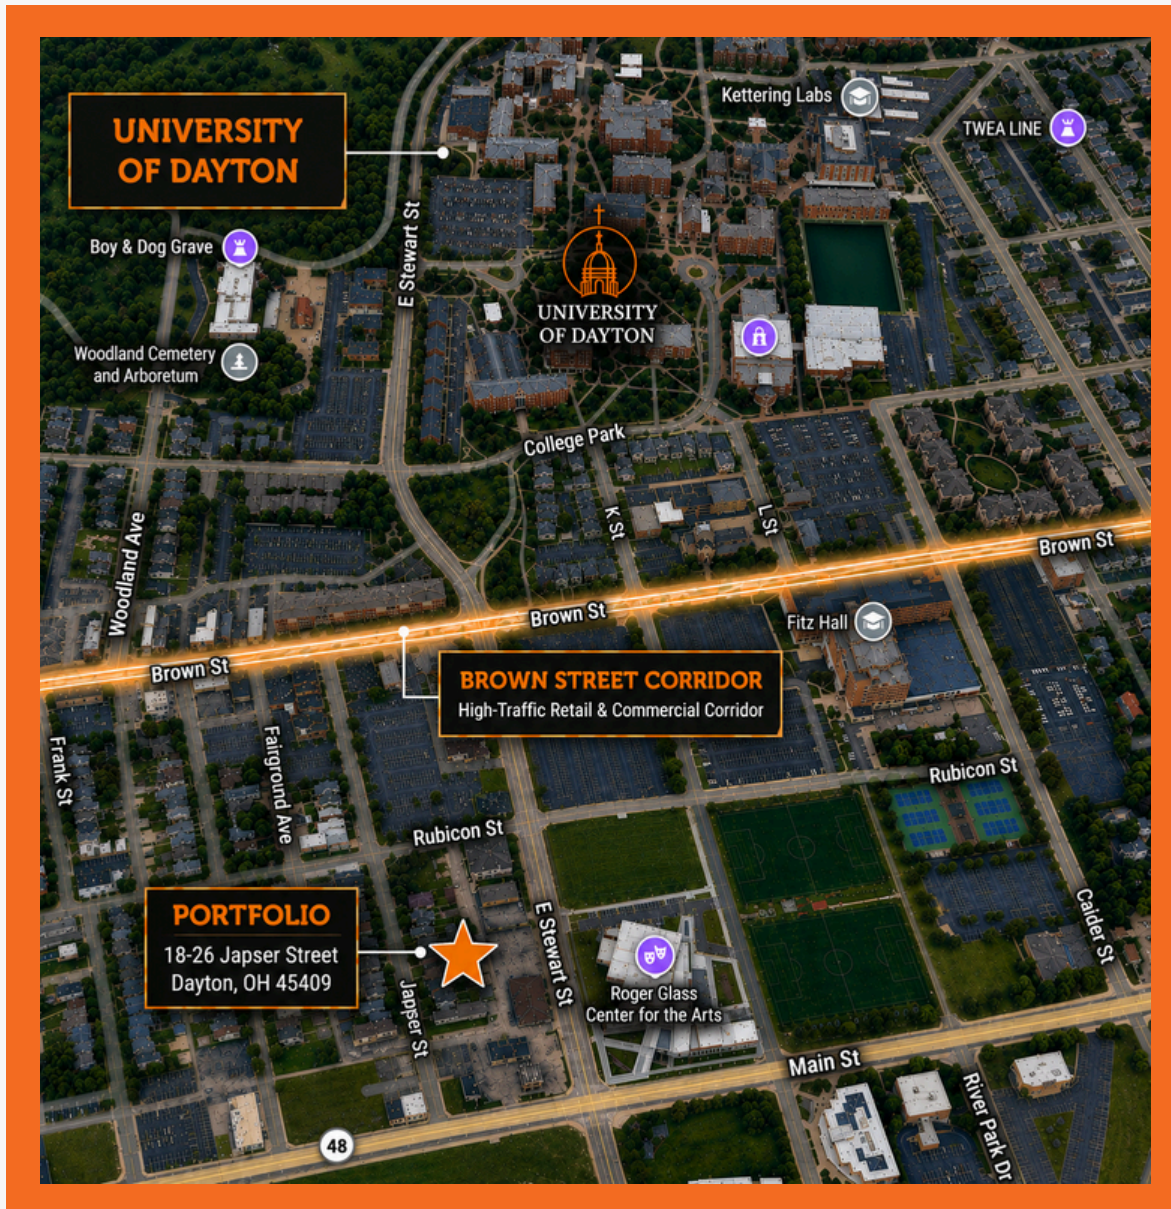 Kettering Labs
TWEA LINE
UNIVERSITY
OF DAYTON
E Stewart St
Boy & Dog Grave
UNIVERSITY
OF DAYTON
Woodland Cemetery
and Arboretum
College Park
K St
L St
Woodland Ave
Brown St
Brown St
Brown St
Fitz Hall
BROWN STREET CORRIDOR
High-Traffic Retail & Commercial Corridor
Frank St
Fairground Ave
Rubicon St
Rubicon St
PORTFOLIO
18-26 Japser Street
Dayton, OH 45409
E Stewart St
Caider St
Japser St
Roger Glass
Center for the Arts
Main St
River Park Dr
48